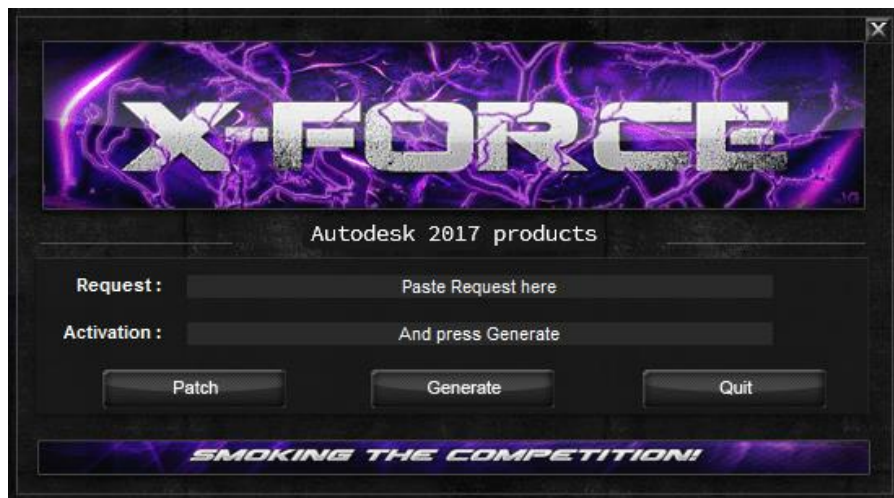 X
X-FORCE
Autodesk 2017 products
Request :
Paste Request here
Activation :
And press Generate
Patch
Generate
Quit
SMOKING THE COMPETITION!